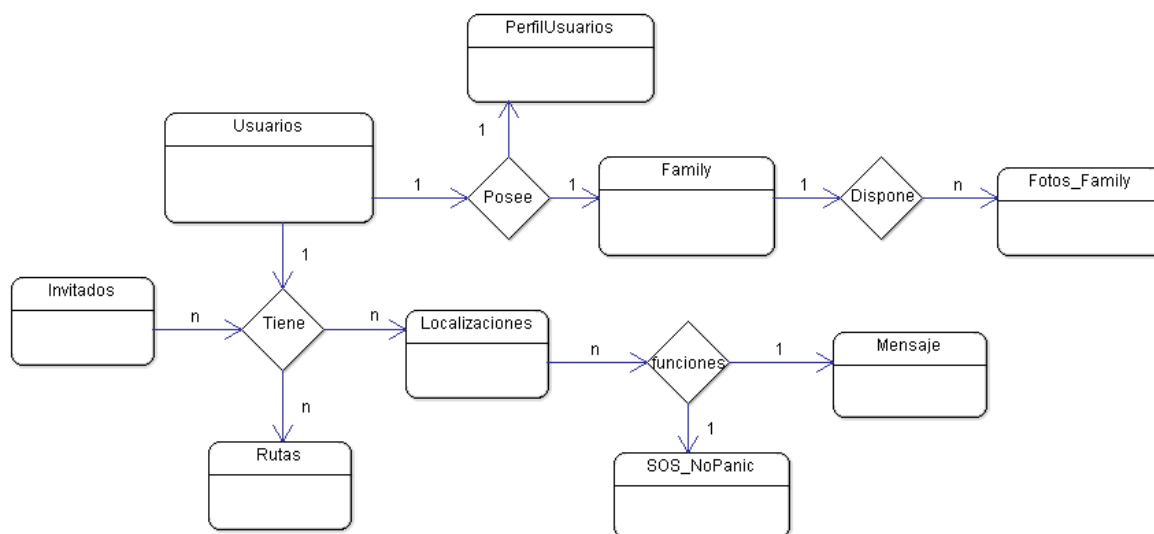 PerfilUsuarios
1
Usuarios
1
Posee
1
Family
1
Dispone
n
Fotos_Family
1
Invitados
n
Tiene
n
Localizaciones
n
funciones
1
Mensaje
n
1
Rutas
SOS_NoPanic